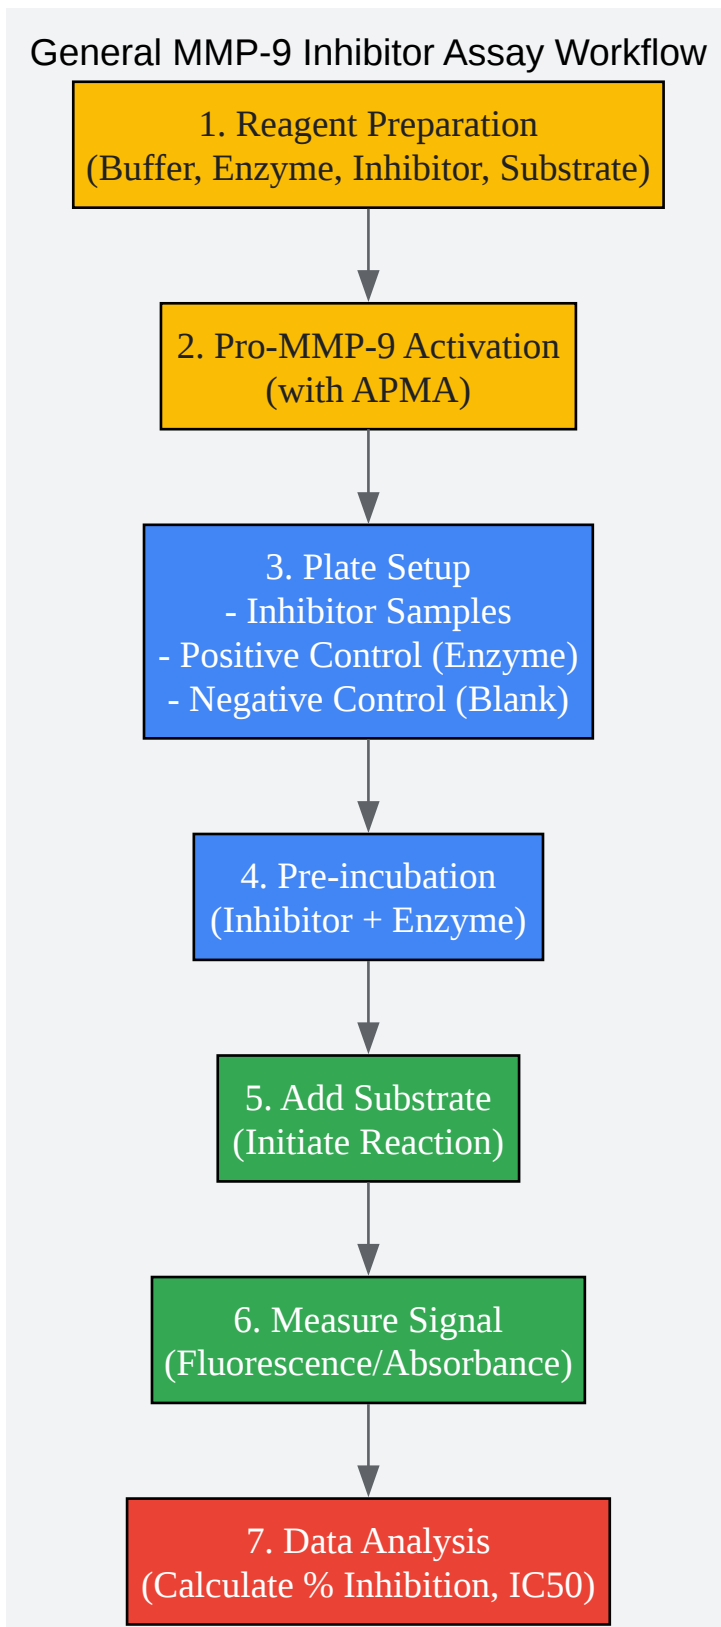 General MMP-9 Inhibitor Assay Workflow
1. Reagent Preparation
(Buffer, Enzyme, Inhibitor, Substrate)
2. Pro-MMP-9 Activation
(with APMA)
3. Plate Setup
- Inhibitor Samples
- Positive Control (Enzyme)
- Negative Control (Blank)
4. Pre-incubation
(Inhibitor + Enzyme)
5. Add Substrate
(Initiate Reaction)
6. Measure Signal
(Fluorescence/Absorbance)
7. Data Analysis
(Calculate % Inhibition, IC50)